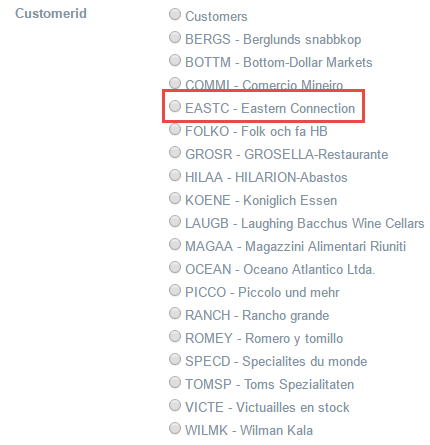 Customerid
Customers
BERGS - Berglunds snabbkop
BOTTM - Bottom-Dollar Markets
COMMI - Comercio Mineiro
EASTC - Eastern Connection
FOLKO - Folk och fa HB
GROSR - GROSELLA-Restaurante
HILAA - HILARION-Abastos
KOENE - Koniglich Essen
LAUGB - Laughing Bacchus Wine Cellars
MAGAA - Magazzini Alimentari Riuniti
OCEAN - Oceano Atlantico Ltda.
PICCO - Piccolo und mehr
RANCH - Rancho grande
ROMEY - Romero y tomillo
SPECD - Specialites du monde
TOMSP - Toms Spezialitaten
VICTE - Victuailles en stock
WILMK - Wilman Kala